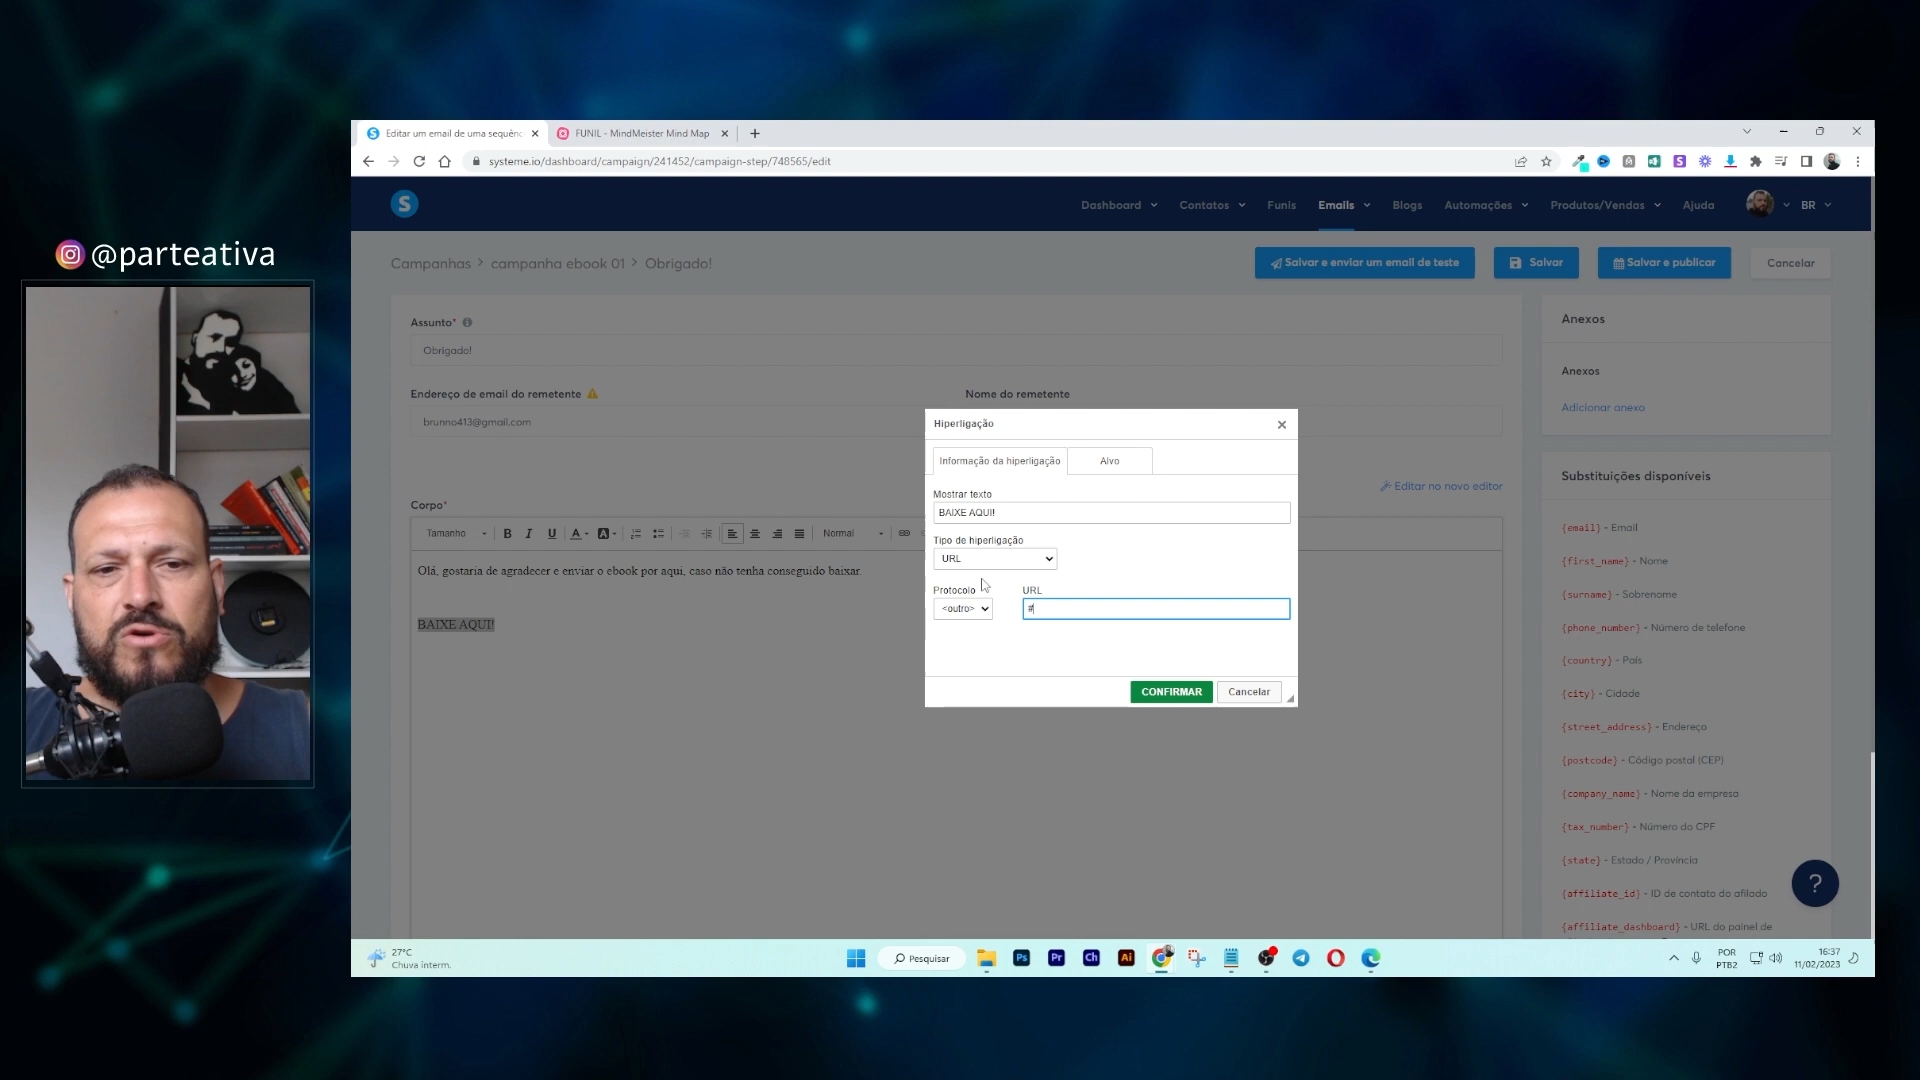 @parteativa
Editar um email de uma sequênc
FUNIL - MindMeister Mind Map
systeme.io/dashboard/campaign/241452/campaign-step/748565/edit
S
Dashboard
Contatos
Funis
Emails
Blogs
Automações
Produtos/Vendas
Ajuda
BR
Campanhas > campanha ebook 01 > Obrigado!
Salvar e enviar um email de teste
Salvar
Salvar e publicar
Cancelar
Assunto*
Obrigado!
Endereço de email do remetente
Nome do remetente
brunno413@gmail.com
Editar no novo editor
Corpo*
Tamanho
B I U A A
Normal
Olá, gostaria de agradecer e enviar o ebook por aqui, caso não tenha conseguido baixar.
BAIXE AQUI!
Hiperligação
Informação da hiperligação
Alvo
Mostrar texto
BAIXE AQUI!
Tipo de hiperligação
URL
Protocolo
URL
<outro>
#
CONFIRMAR
Cancelar
Anexos
Anexos
Adicionar anexo
Substituições disponíveis
{email} - Email
{first_name} - Nome
{surname} - Sobrenome
{phone_number} - Número de telefone
{country} - País
{city} - Cidade
{street_address} - Endereço
{postcode} - Código postal (CEP)
{company_name} - Nome da empresa
{tax_number} - Número do CPF
{state} - Estado / Província
{affiliate_id} - ID de contato do afiliado
{affiliate_dashboard} - URL do painel de
?
27°C
Chuva interm.
Pesquisar
Ps
Pr
Ch
Ai
POR
PTB2
16:37
11/02/2023